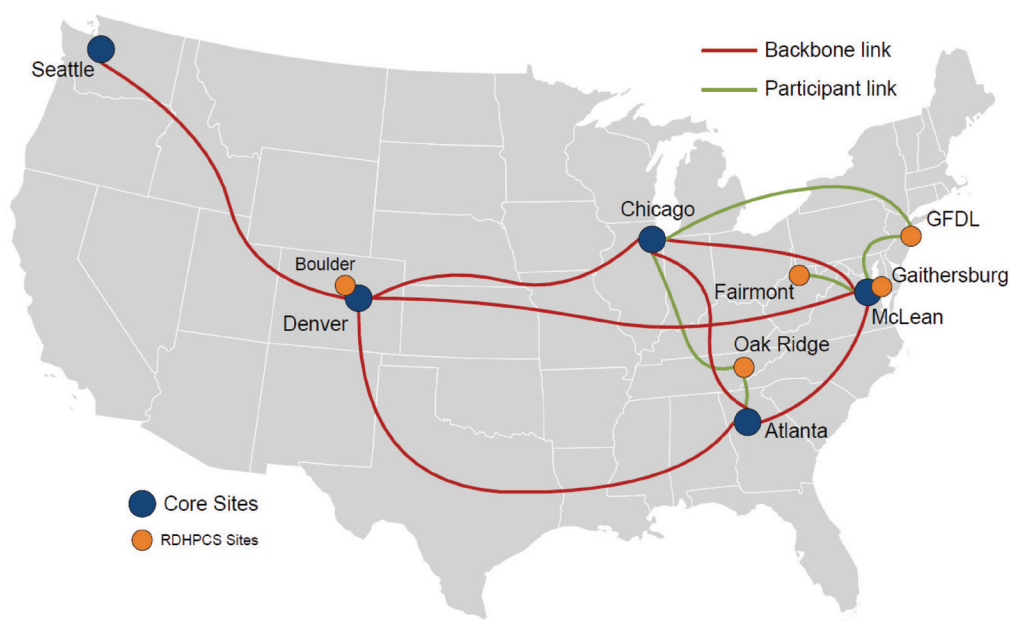 Backbone link
Participant link
Seattle
Chicago
GFDL
Boulder
Denver
Fairmont
Gaithersburg
McLean
Oak Ridge
Atlanta
Core Sites
RDHPCS Sites